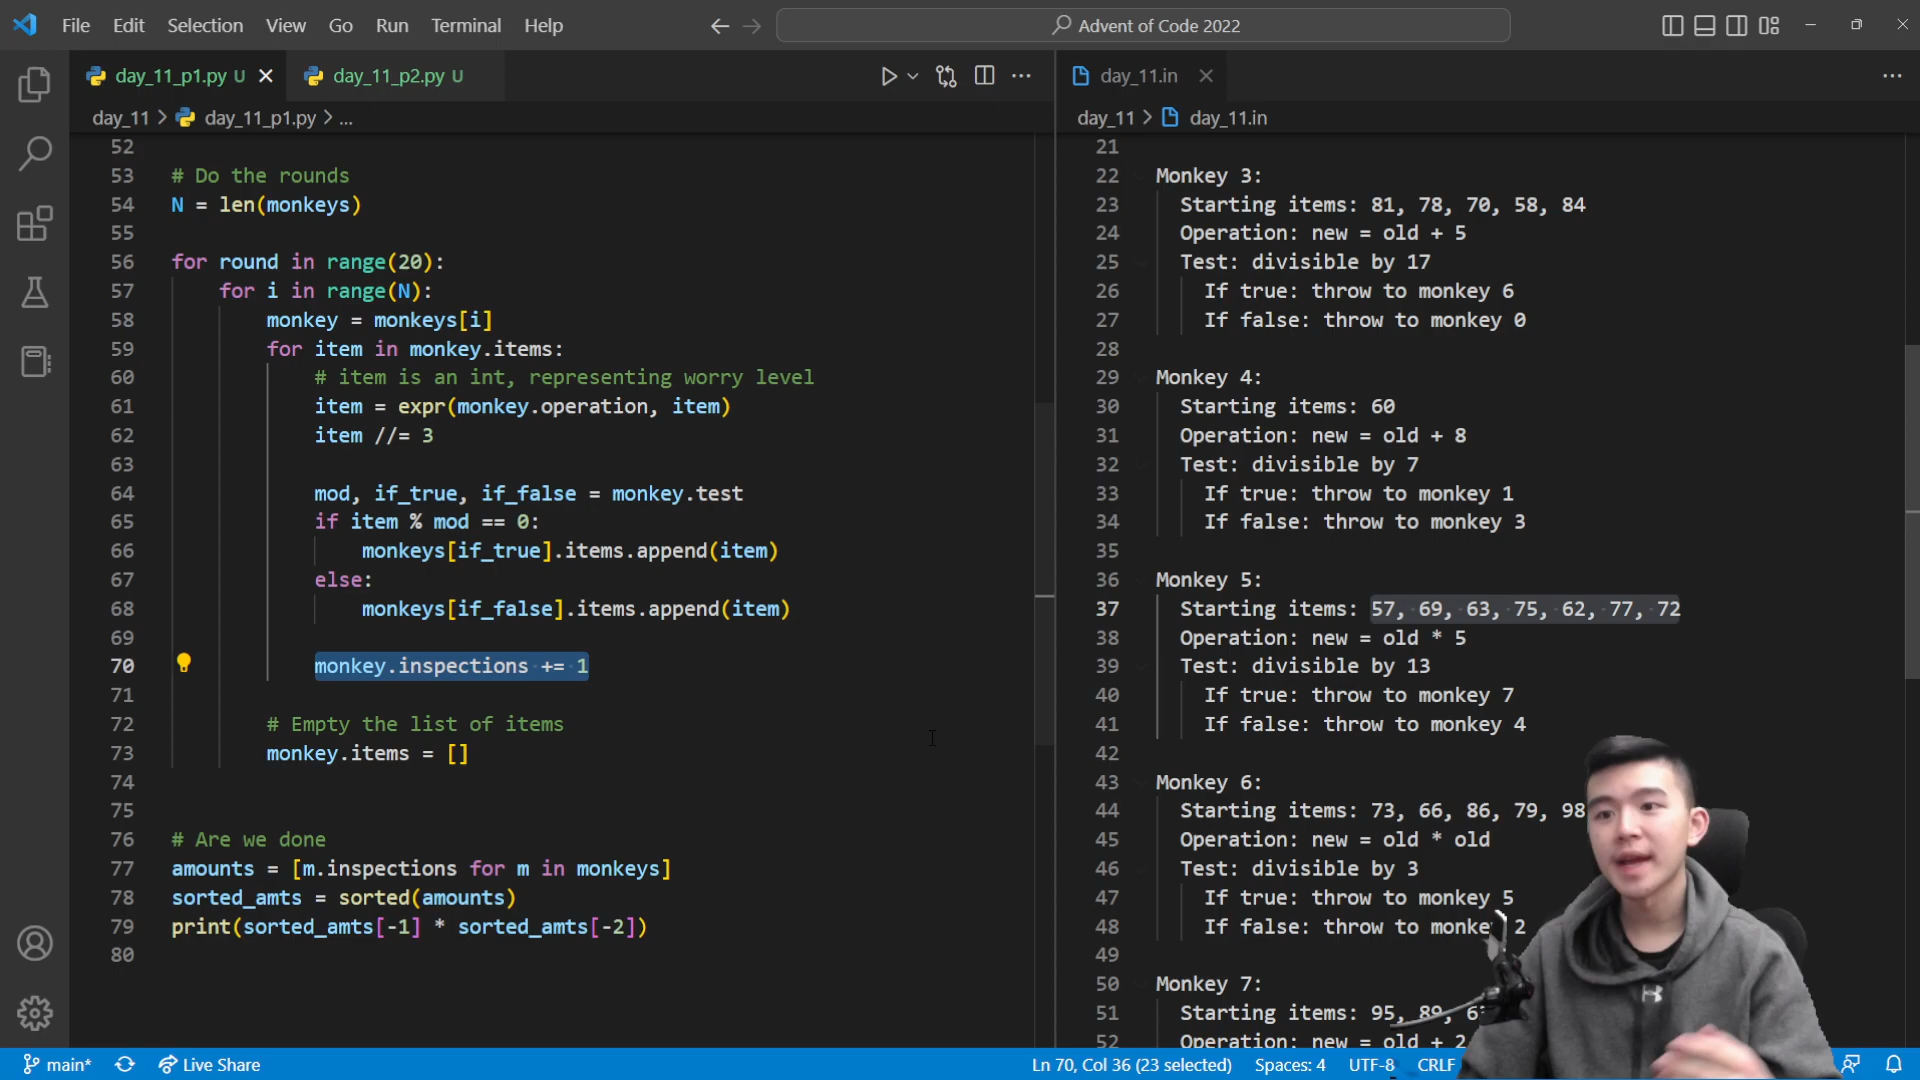 File Edit Selection View Go Run Terminal Help
Advent of Code 2022
day_11_p1.py U
day_11_p2.py U
day_11 > day_11_p1.py > ...
52
53 # Do the rounds
54 N = len(monkeys)
55
56 for round in range(20):
57 for i in range(N):
58 monkey = monkeys[i]
59 for item in monkey.items:
60 # item is an int, representing worry level
61 item = expr(monkey.operation, item)
62 item //= 3
63
64 mod, if_true, if_false = monkey.test
65 if item % mod == 0:
66 monkeys[if_true].items.append(item)
67 else:
68 monkeys[if_false].items.append(item)
69
70 monkey.inspections += 1
71
72 # Empty the list of items
73 monkey.items = []
74
75
76 # Are we done
77 amounts = [m.inspections for m in monkeys]
78 sorted_amts = sorted(amounts)
79 print(sorted_amts[-1] * sorted_amts[-2])
80
day_11.in
day_11 > day_11.in
21
22 Monkey 3:
23 Starting items: 81, 78, 70, 58, 84
24 Operation: new = old + 5
25 Test: divisible by 17
26 If true: throw to monkey 6
27 If false: throw to monkey 0
28
29 Monkey 4:
30 Starting items: 60
31 Operation: new = old + 8
32 Test: divisible by 7
33 If true: throw to monkey 1
34 If false: throw to monkey 3
35
36 Monkey 5:
37 Starting items: 57, 69, 63, 75, 62, 77, 72
38 Operation: new = old * 5
39 Test: divisible by 13
40 If true: throw to monkey 7
41 If false: throw to monkey 4
42
43 Monkey 6:
44 Starting items: 73, 66, 86, 79, 98
45 Operation: new = old * old
46 Test: divisible by 3
47 If true: throw to monkey 5
48 If false: throw to monkey 2
49
50 Monkey 7:
51 Starting items: 95, 89,
52 Operation: new = old + 2
main* Live Share Ln 70, Col 36 (23 selected) Spaces: 4 UTF-8 CRLF